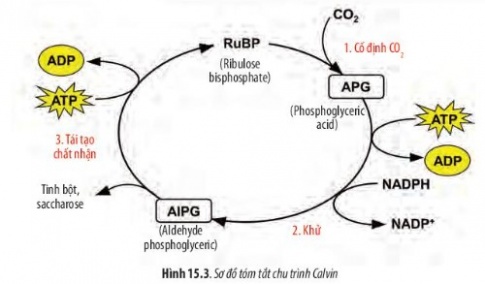 CO₂
RuBP
(Ribulose
bisphosphate)
1. Cố định CO₂
ADP
ATP
APG
(Phosphoglyceric
acid)
ATP
ADP
3. Tái tạo
chất nhận
NADPH
NADP⁺
Tinh bột,
saccharose
AlPG
(Aldehyde
phosphoglyceric)
2. Khử
Hình 15.3. Sơ đồ tóm tắt chu trình Calvin